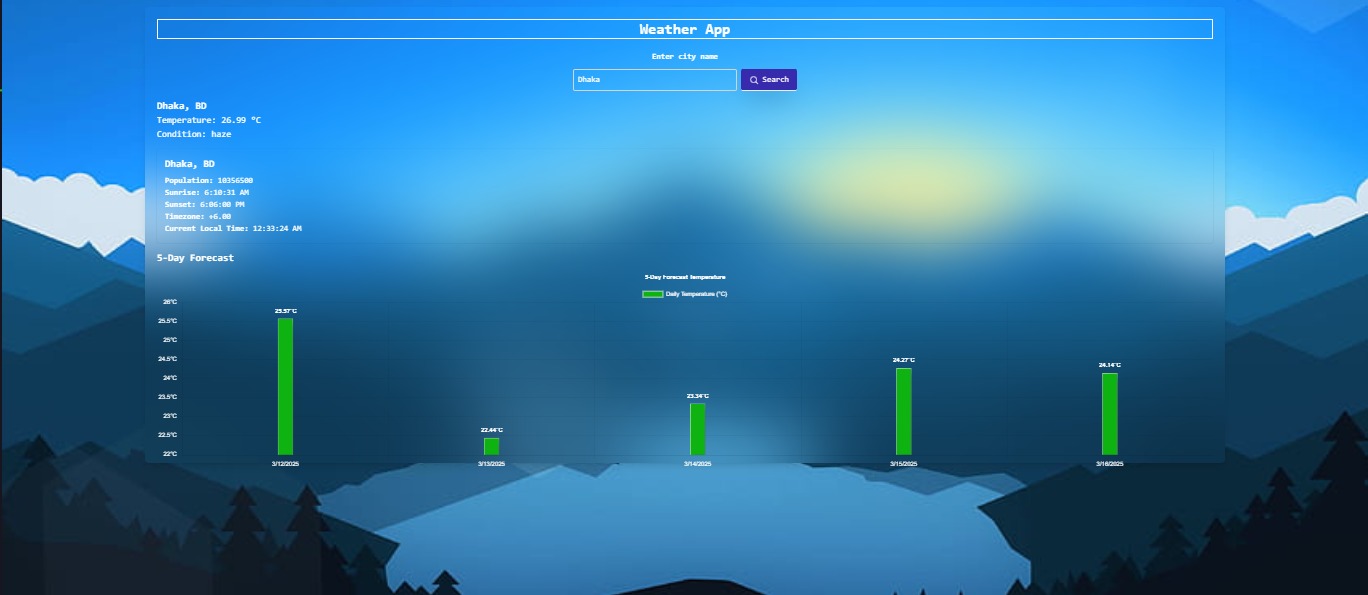 Weather App
Enter city name
Dhaka
Search
Dhaka, BD
Temperature: 26.99 °C
Condition: haze
Dhaka, BD
Population: 10356500
Sunrise: 6:10:31 AM
Sunset: 6:06:00 PM
Timezone: +6.00
Current Local Time: 12:33:24 AM
5-Day Forecast
5-Day Forecast Temperature
Daily Temperature (°C)
26°C
25.57°C
25.5°C
25°C
24.5°C
24.27°C
24.14°C
24°C
23.5°C
23.34°C
23°C
22.44°C
22.5°C
22°C
3/12/2025 3/13/2025 3/14/2025 3/15/2025 3/16/2025